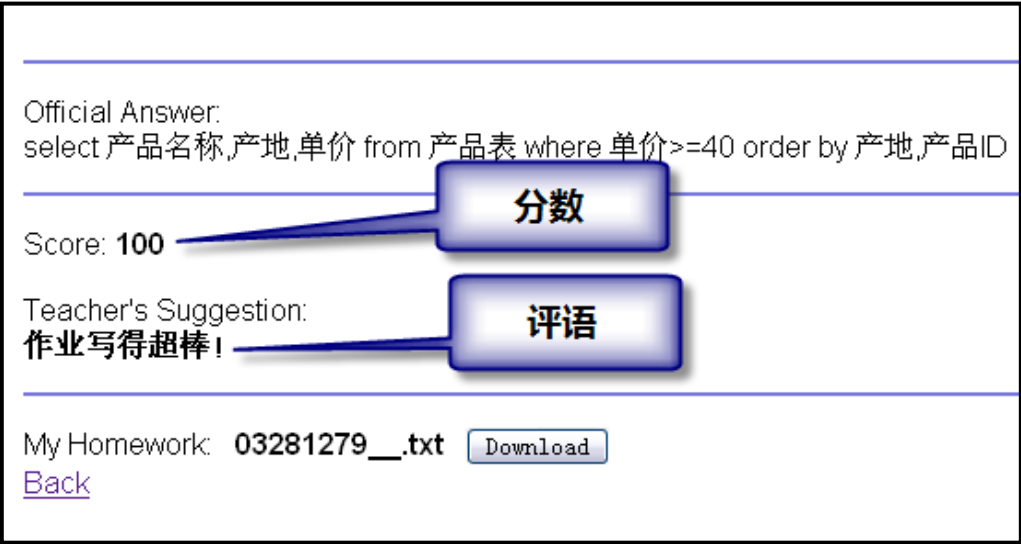 Official Answer:
select 产品名称,产地,单价 from 产品表 where 单价>=40 order by 产地,产品ID
分数
Score: 100
Teacher's Suggestion:
评语
作业写得超棒!
My Homework: 03281279__.txt Download
Back